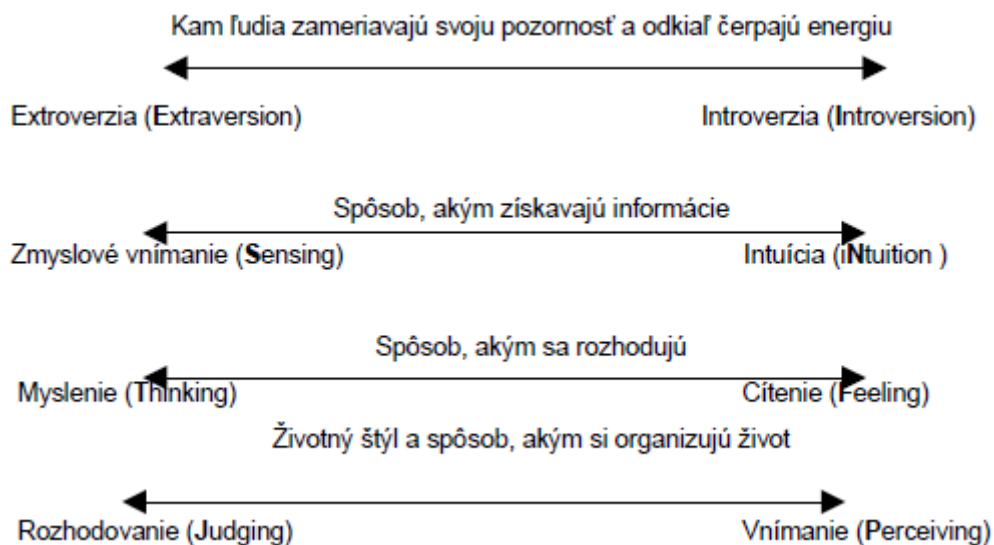 Kam ľudia zameriavajú svoju pozornosť a odkiaľ čerpajú energiu
Extroverzia (Extraversion) Introverzia (Introversion)
Spôsob, akým získavajú informácie
Zmyslové vnímanie (Sensing) Intuícia (iNtuition )
Spôsob, akým sa rozhodujú
Myslenie (Thinking) Cítenie (Feeling)
Životný štýl a spôsob, akým si organizujú život
Rozhodovanie (Judging) Vnímanie (Perceiving)